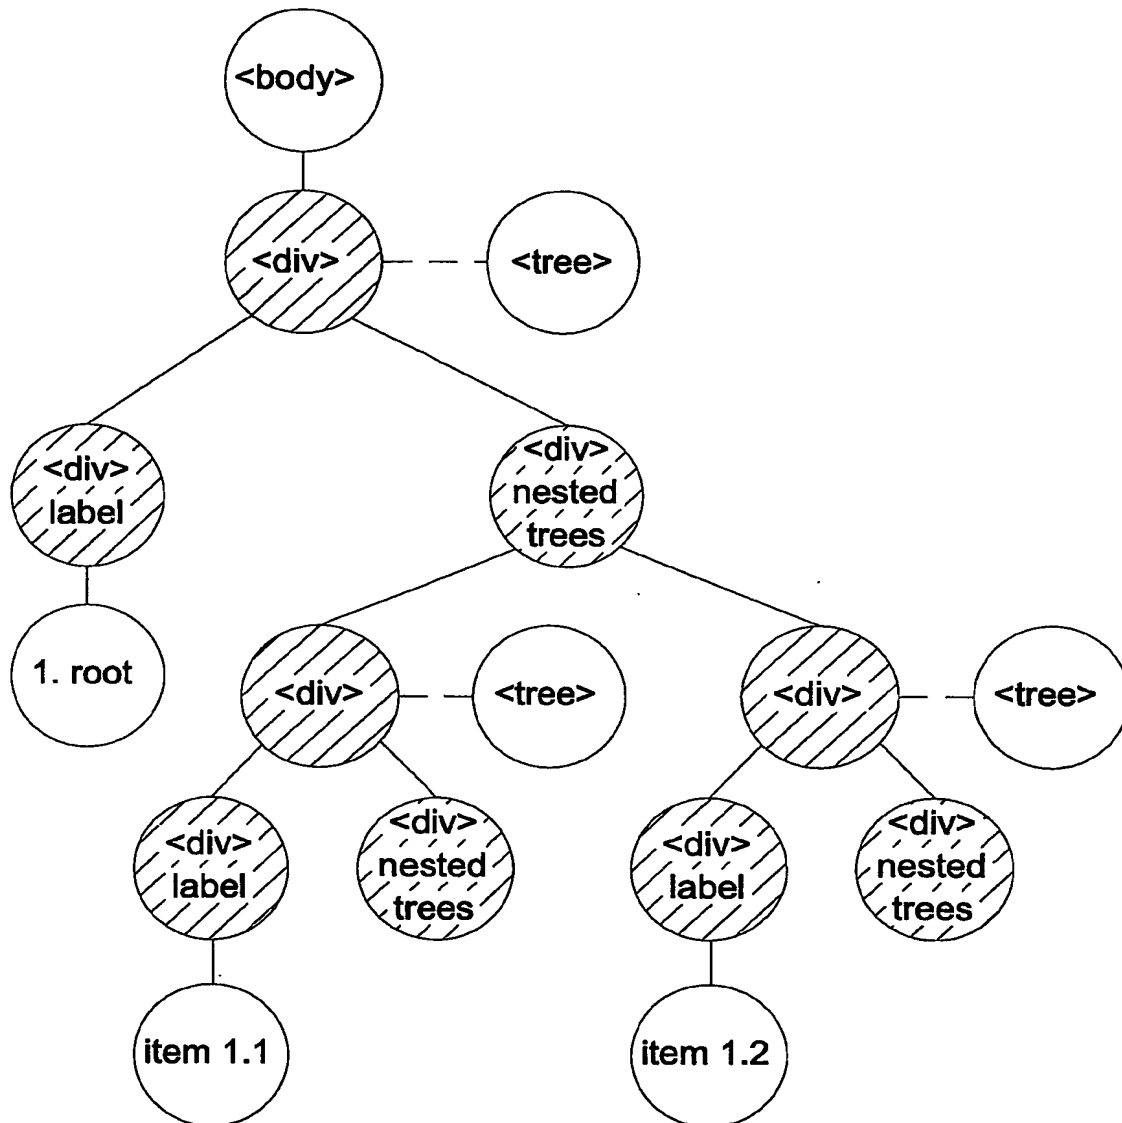 <body>
<div>
<tree>
<div>
label
<div>
nested
trees
1. root
<div>
<tree>
<div>
<tree>
<div>
label
<div>
nested
trees
<div>
label
<div>
nested
trees
item 1.1
item 1.2